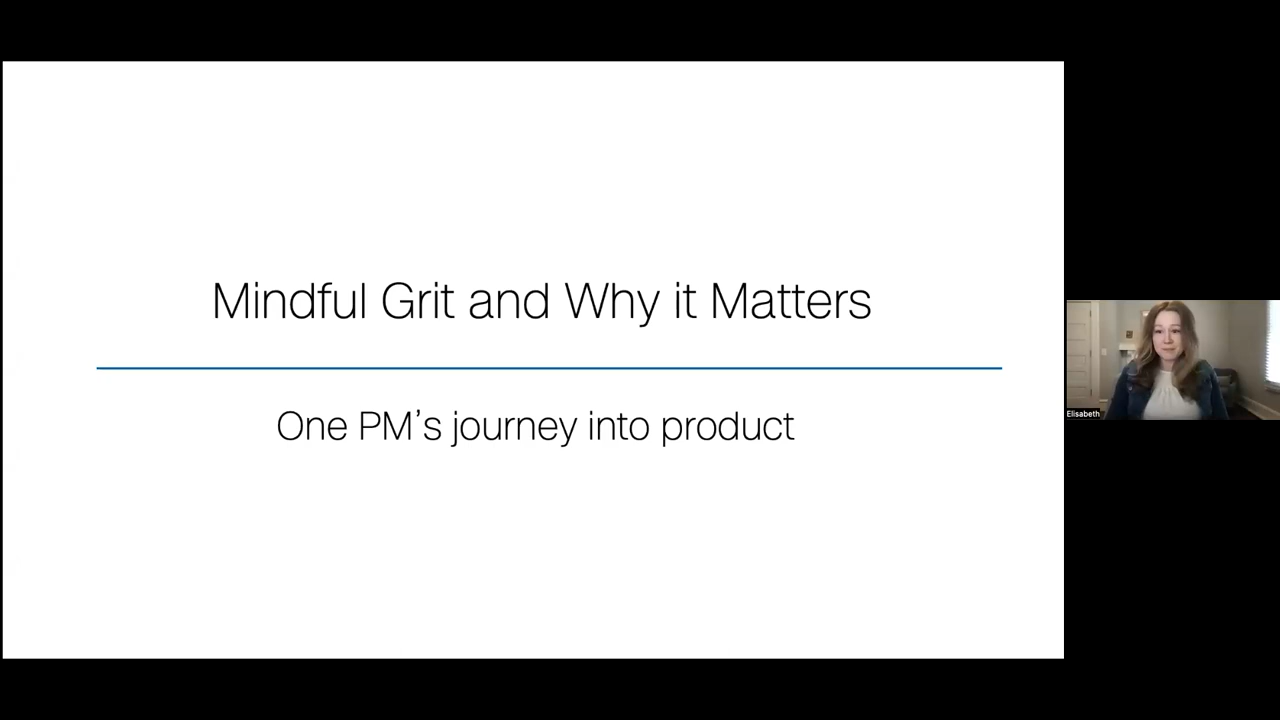 Mindful Grit and Why it Matters
One PM's journey into product
Elisabeth